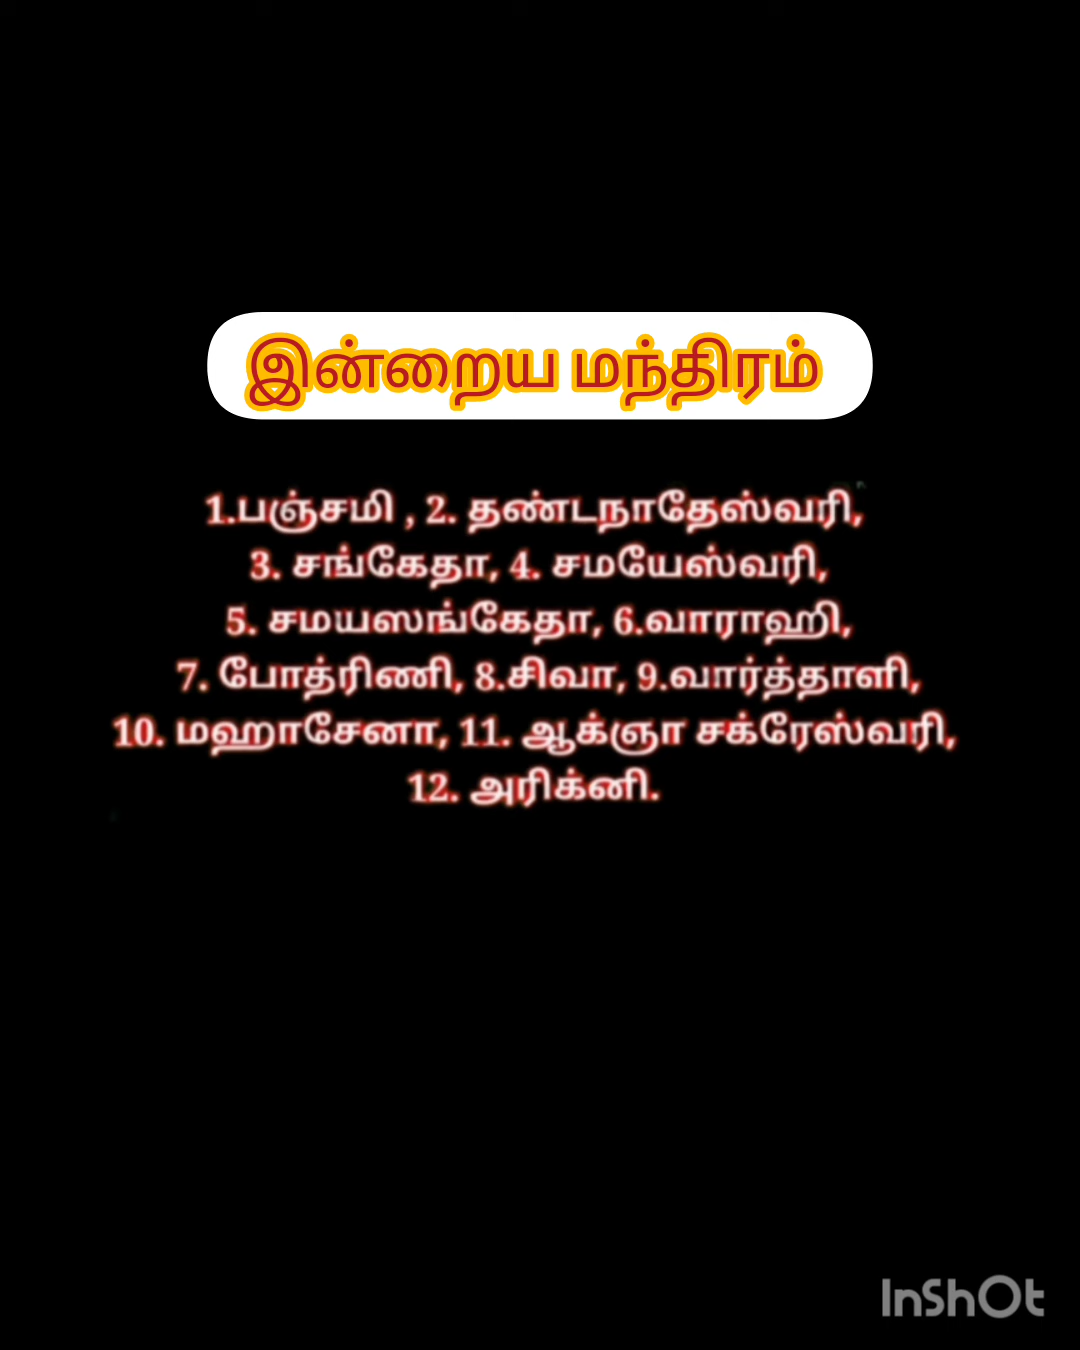 இன்றைய மந்திரம்
1.பஞ்சமி , 2. தண்டநாதேஸ்வரி,
3. சங்கேதா, 4. சமயேஸ்வரி,
5. சமயஸங்கேதா, 6.வாராஹி,
7. போத்ரிணி, 8.சிவா, 9.வார்த்தாளி,
10. மஹாசேனா, 11. ஆக்ஞா சக்ரேஸ்வரி,
12. அரிக்னி.
InShOt